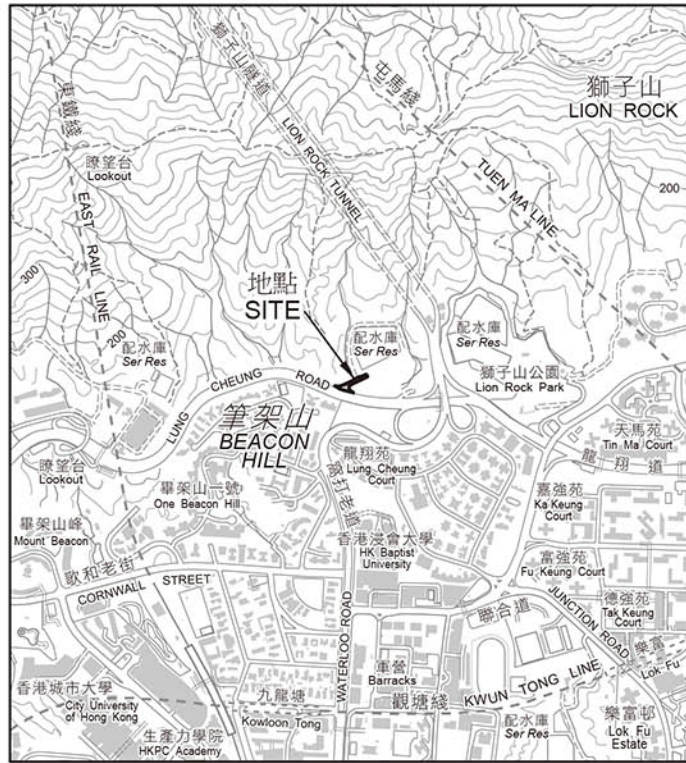 獅子山隧道
LION ROCK TUNNEL
屯馬綫
TUEN MA LINE
獅子山
LION ROCK
東鐵綫
EAST RAIL LINE
瞭望台
Lookout
200
300
200
地點
SITE
配水庫
Ser Res
配水庫
Ser Res
配水庫
Ser Res
獅子山公園
Lion Rock Park
LUNG CHEUNG ROAD
筆架山
BEACON
HILL
天馬苑
Tin Ma Court
龍翔道
瞭望台
Lookout
龍翔苑
Lung Cheung
Court
窩打老道
嘉強苑
Ka Keung
Court
畢架山一號
One Beacon Hill
畢架山峰
Mount Beacon
香港浸會大學
HK Baptist
University
富強苑
Fu Keung Court
歌和老街
CORNWALL STREET
WATERLOO ROAD
聯合道
JUNCTION ROAD
德強苑
Tak Keung
Court
樂富
Lok Fu
車營
Barracks
香港城市大學
City University
of Hong Kong
九龍塘
Kowloon Tong
觀塘綫
KWUN TONG LINE
生產力學院
HKPC Academy
配水庫
Ser Res
樂富邨
Lok Fu
Estate